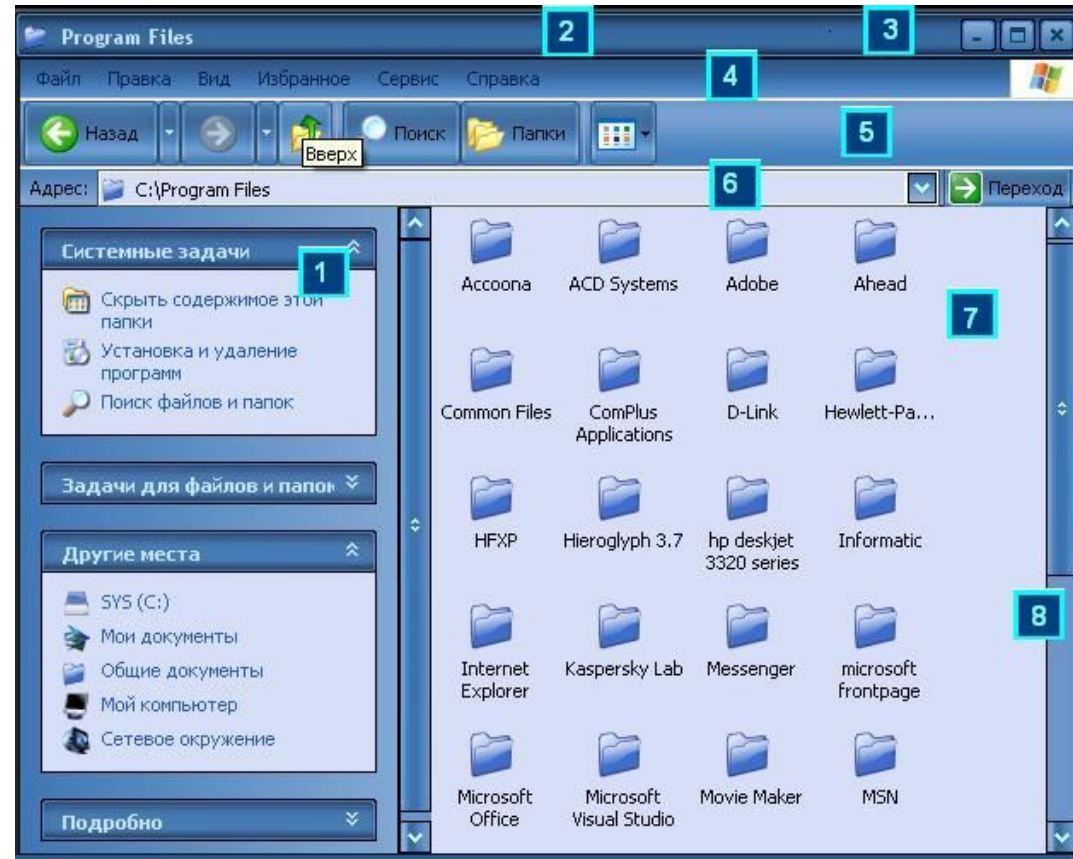 Program Files
2
3
Файл Правка Вид Избранное Сервис Справка
4
Назад
Поиск
Папки
5
Вверх
Адрес: C:\Program Files
6
Переход
Системные задачи
1
Скрыть содержимое этой
папки
Установка и удаление
программ
Поиск файлов и папок
Задачи для файлов и папок
Другие места
SYS (C:)
Мои документы
Общие документы
Мой компьютер
Сетевое окружение
Подробно
Accoona ACD Systems Adobe Ahead
7
Common Files ComPlus
Applications
D-Link Hewlett-Pa...
HFXP Hieroglyph 3.7 hp deskjet
3320 series
Informatic
8
Internet
Explorer
Kaspersky Lab Messenger microsoft
frontpage
Microsoft
Office
Microsoft
Visual Studio
Movie Maker MSN